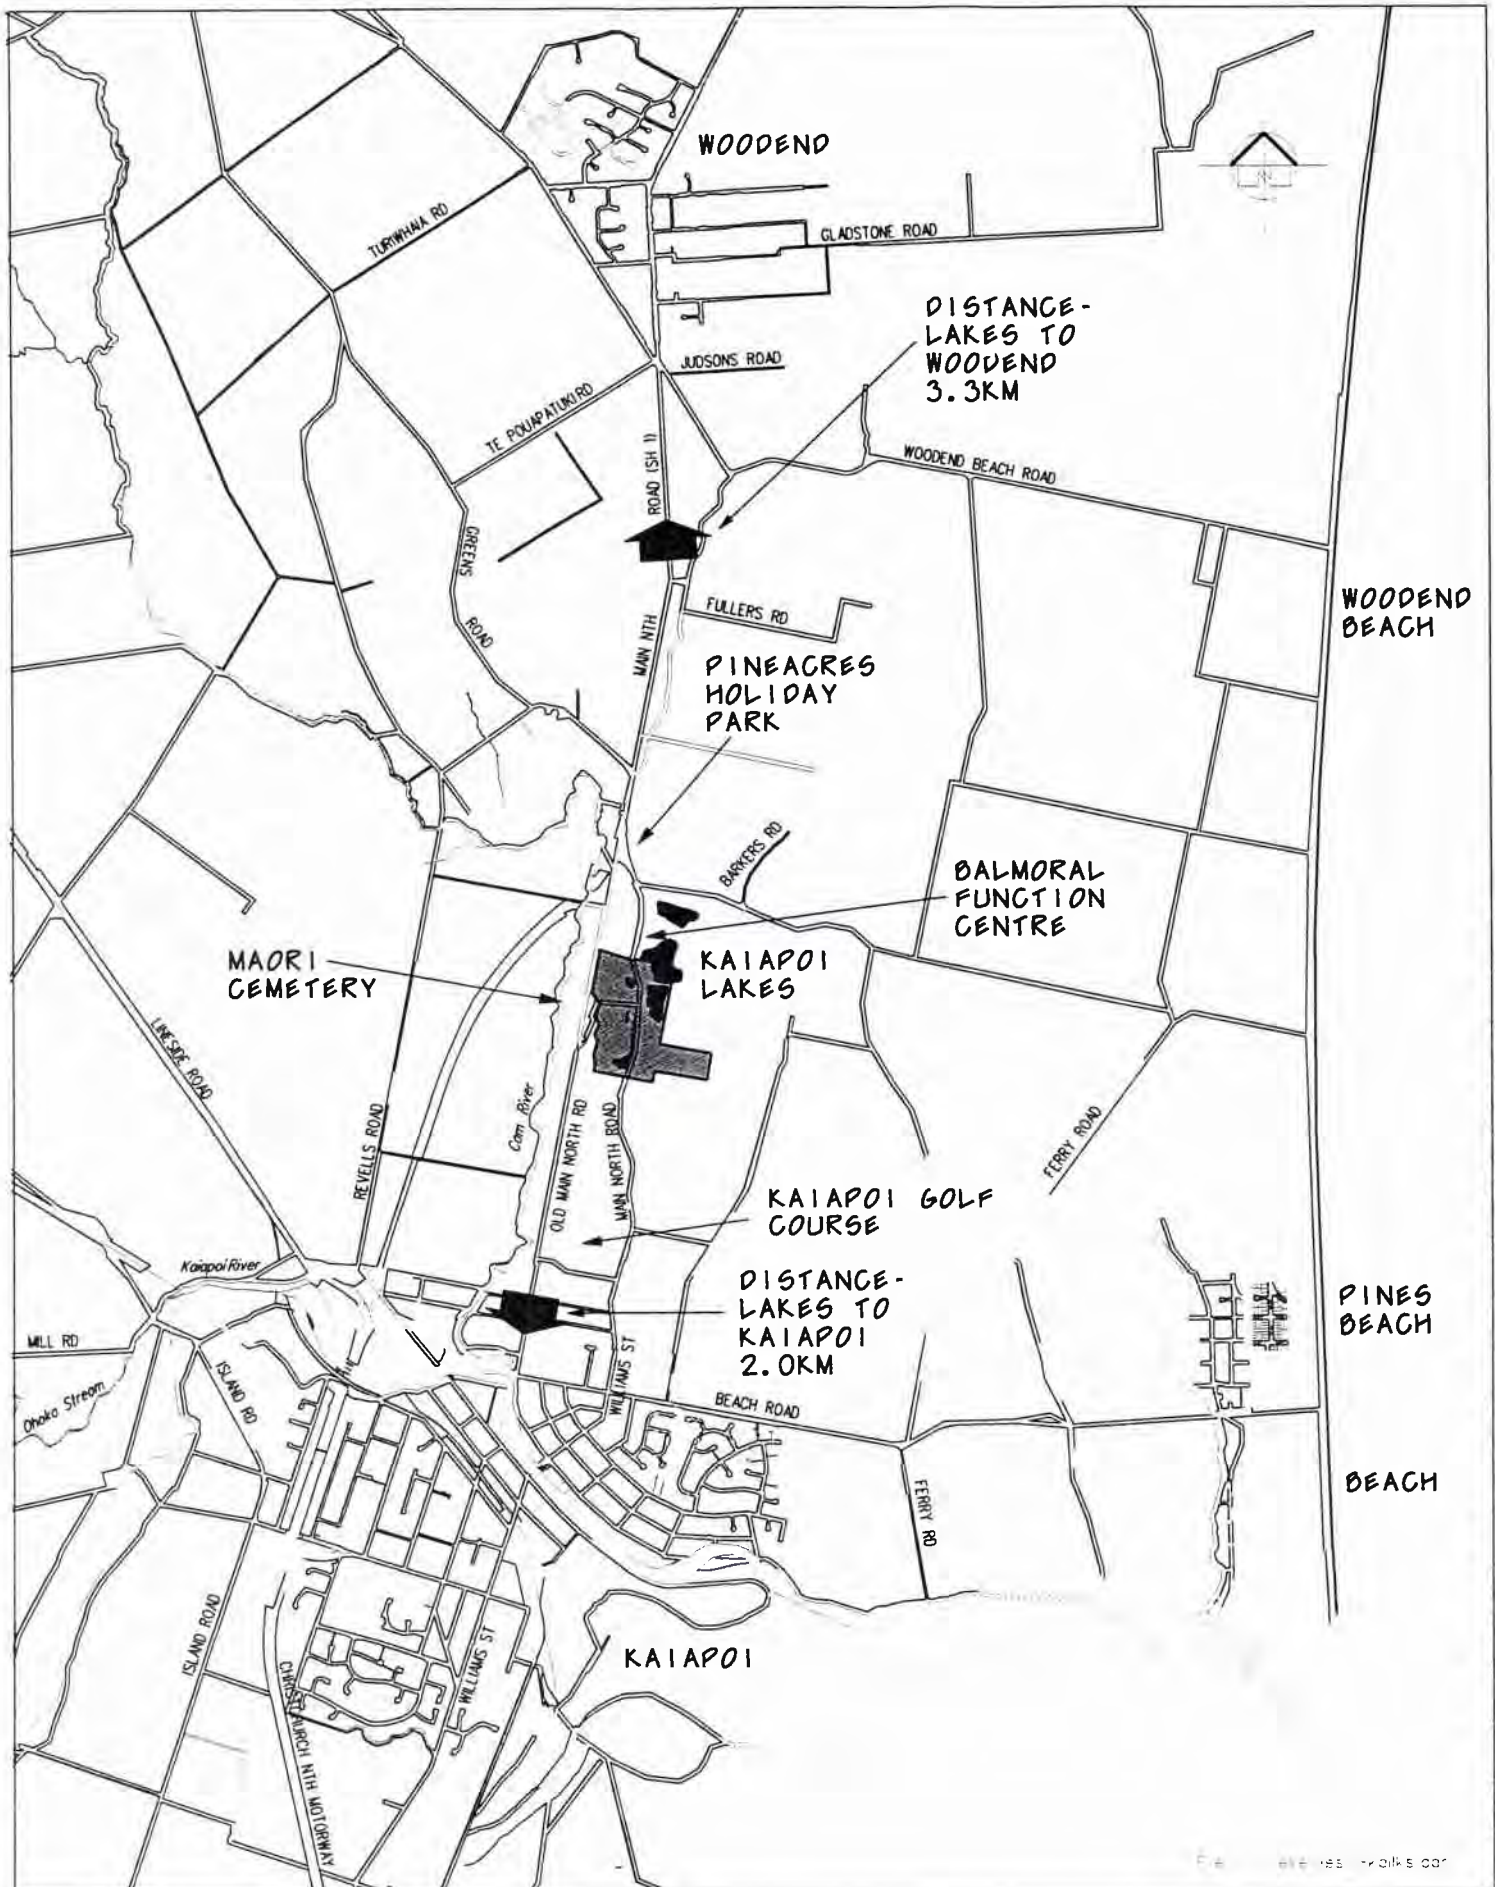 WOODEND
N
TURIWHAIA RD
GLADSTONE ROAD
DISTANCE-
LAKES TO
WOODEND
3.3KM
JUDSONS ROAD
TE POUAPATUKI RD
ROAD (SH 1)
WOODEND BEACH ROAD
GREENS
ROAD
WOODEND
BEACH
FULLERS RD
MAIN NTH
PINEACRES
HOLIDAY
PARK
BARKERS RD
BALMORAL
FUNCTION
CENTRE
MAORI
CEMETERY
KAIAPOI
LAKES
LINESIDE ROAD
REVELLS ROAD
Cam River
OLD MAIN NORTH RD
MAIN NORTH ROAD
FERRY ROAD
KAIAPOI GOLF
COURSE
Kaiapoi River
DISTANCE-
LAKES TO
KAIAPOI
2.0KM
PINES
BEACH
MILL RD
ISLAND RD
Ohoka Stream
WILLIAMS ST
BEACH ROAD
BEACH
FERRY RD
ISLAND ROAD
CHRISTCHURCH NTH MOTORWAY
WILLIAMS ST
KAIAPOI